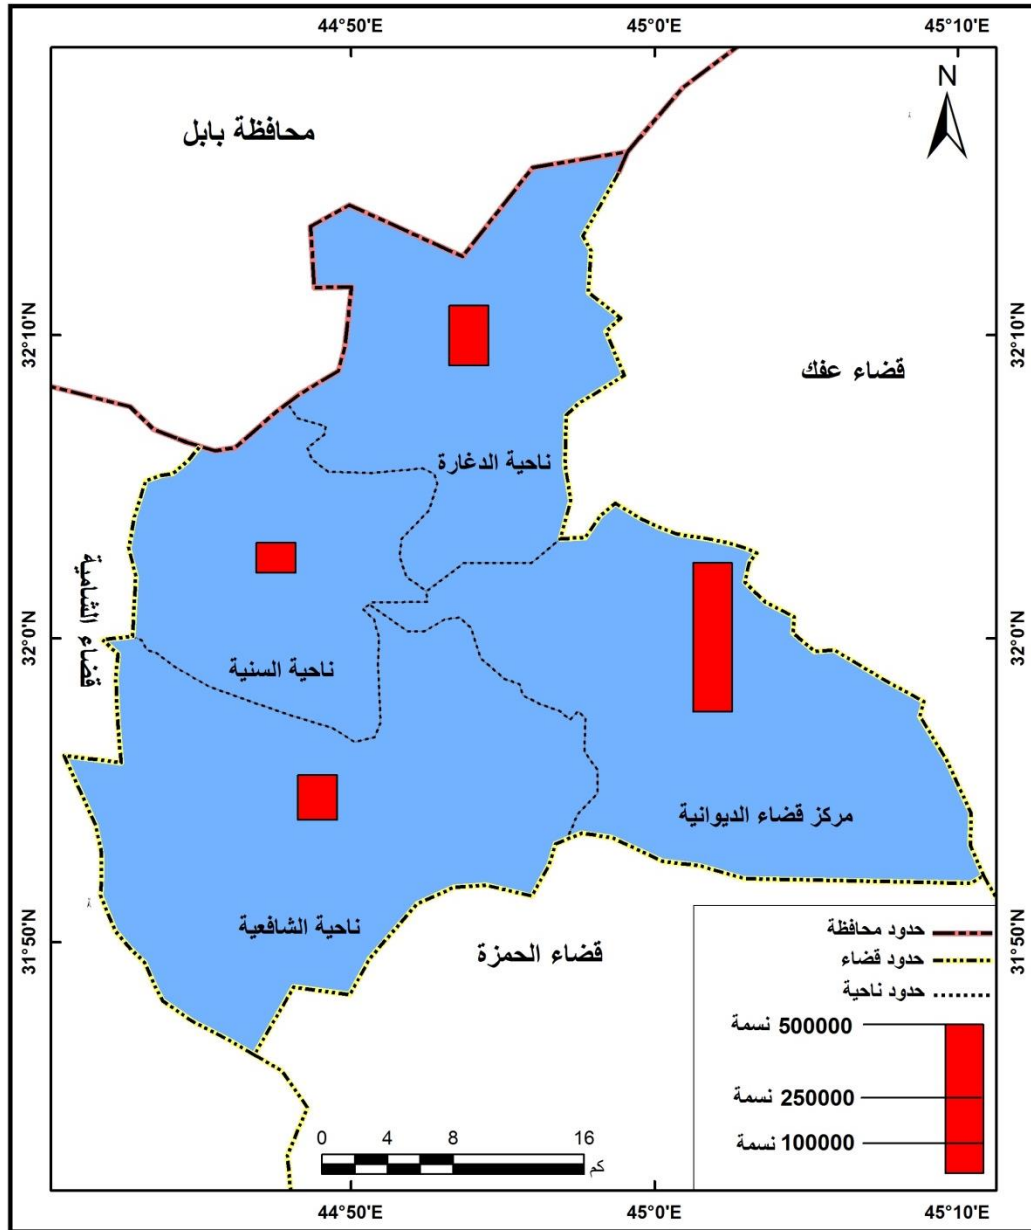 44°50'E
45°0'E
45°10'E
N
محافظة بابل
32°10'N
32°10'N
قضاء عفك
ناحية الدغارة
قضاء الشامية
32°0'N
32°0'N
ناحية السنية
مركز قضاء الديوانية
ناحية الشافعية
قضاء الحمزة
31°50'N
31°50'N
حدود محافظة
حدود قضاء
حدود ناحية
500000 نسمة
250000 نسمة
100000 نسمة
0 4 8 16
كم
44°50'E
45°0'E
45°10'E